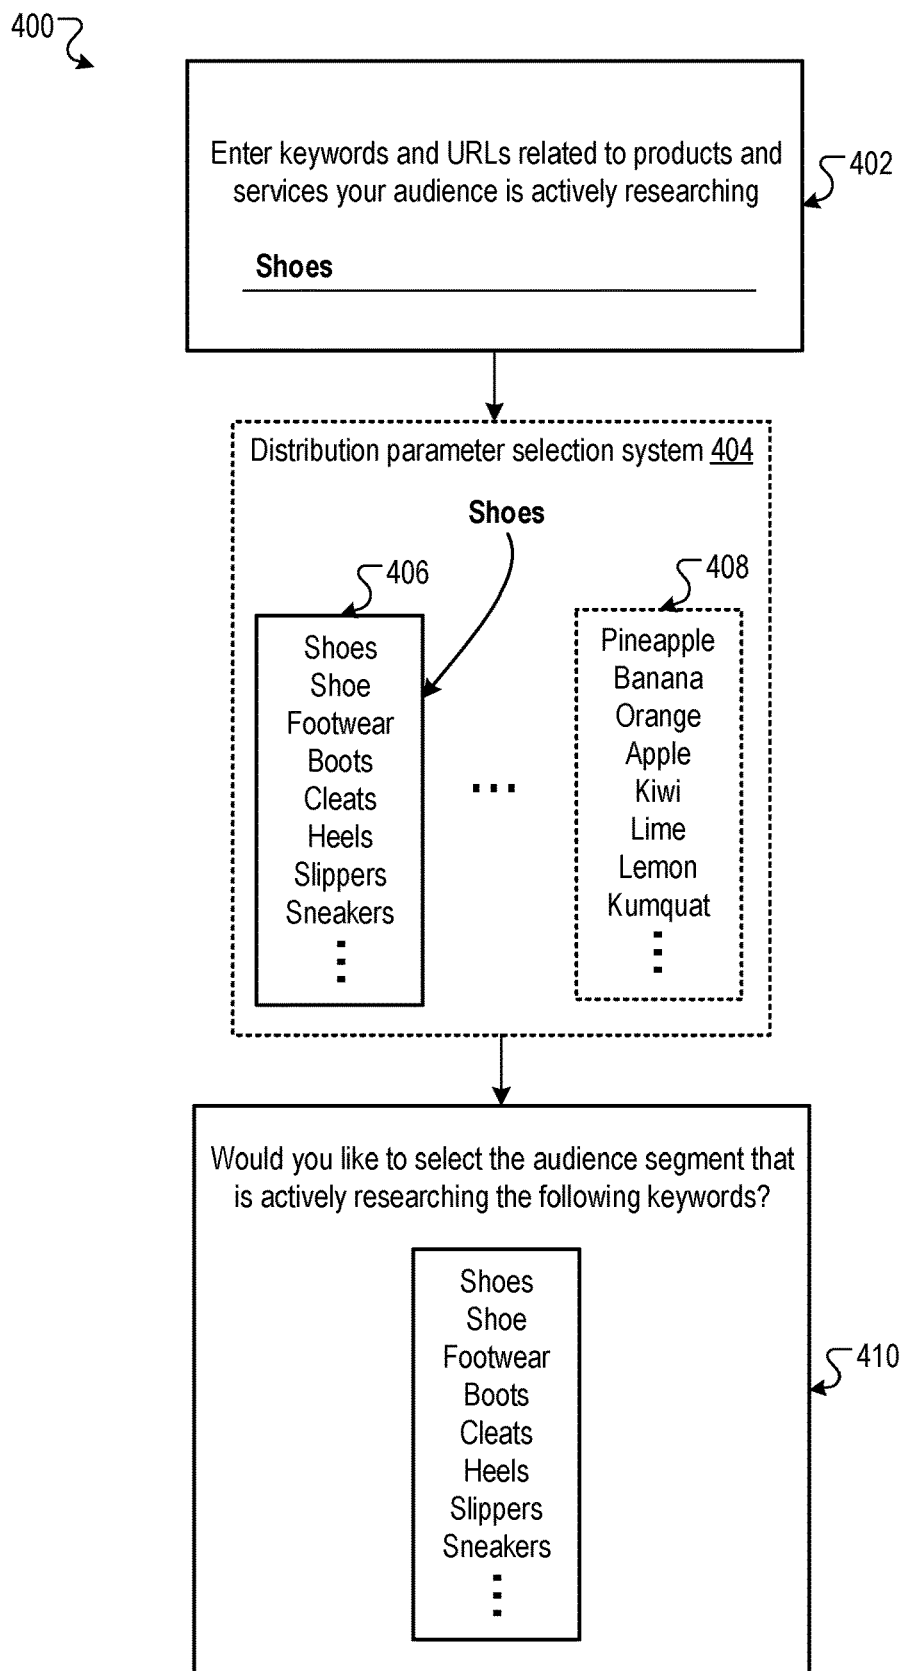 400
Enter keywords and URLs related to products and
services your audience is actively researching
402
Shoes
Distribution parameter selection system 404
Shoes
406
408
Shoes
Shoe
Footwear
Boots
Cleats
Heels
Slippers
Sneakers
...
Pineapple
Banana
Orange
Apple
Kiwi
Lime
Lemon
Kumquat
Would you like to select the audience segment that
is actively researching the following keywords?
Shoes
Shoe
Footwear
Boots
Cleats
Heels
Slippers
Sneakers
410